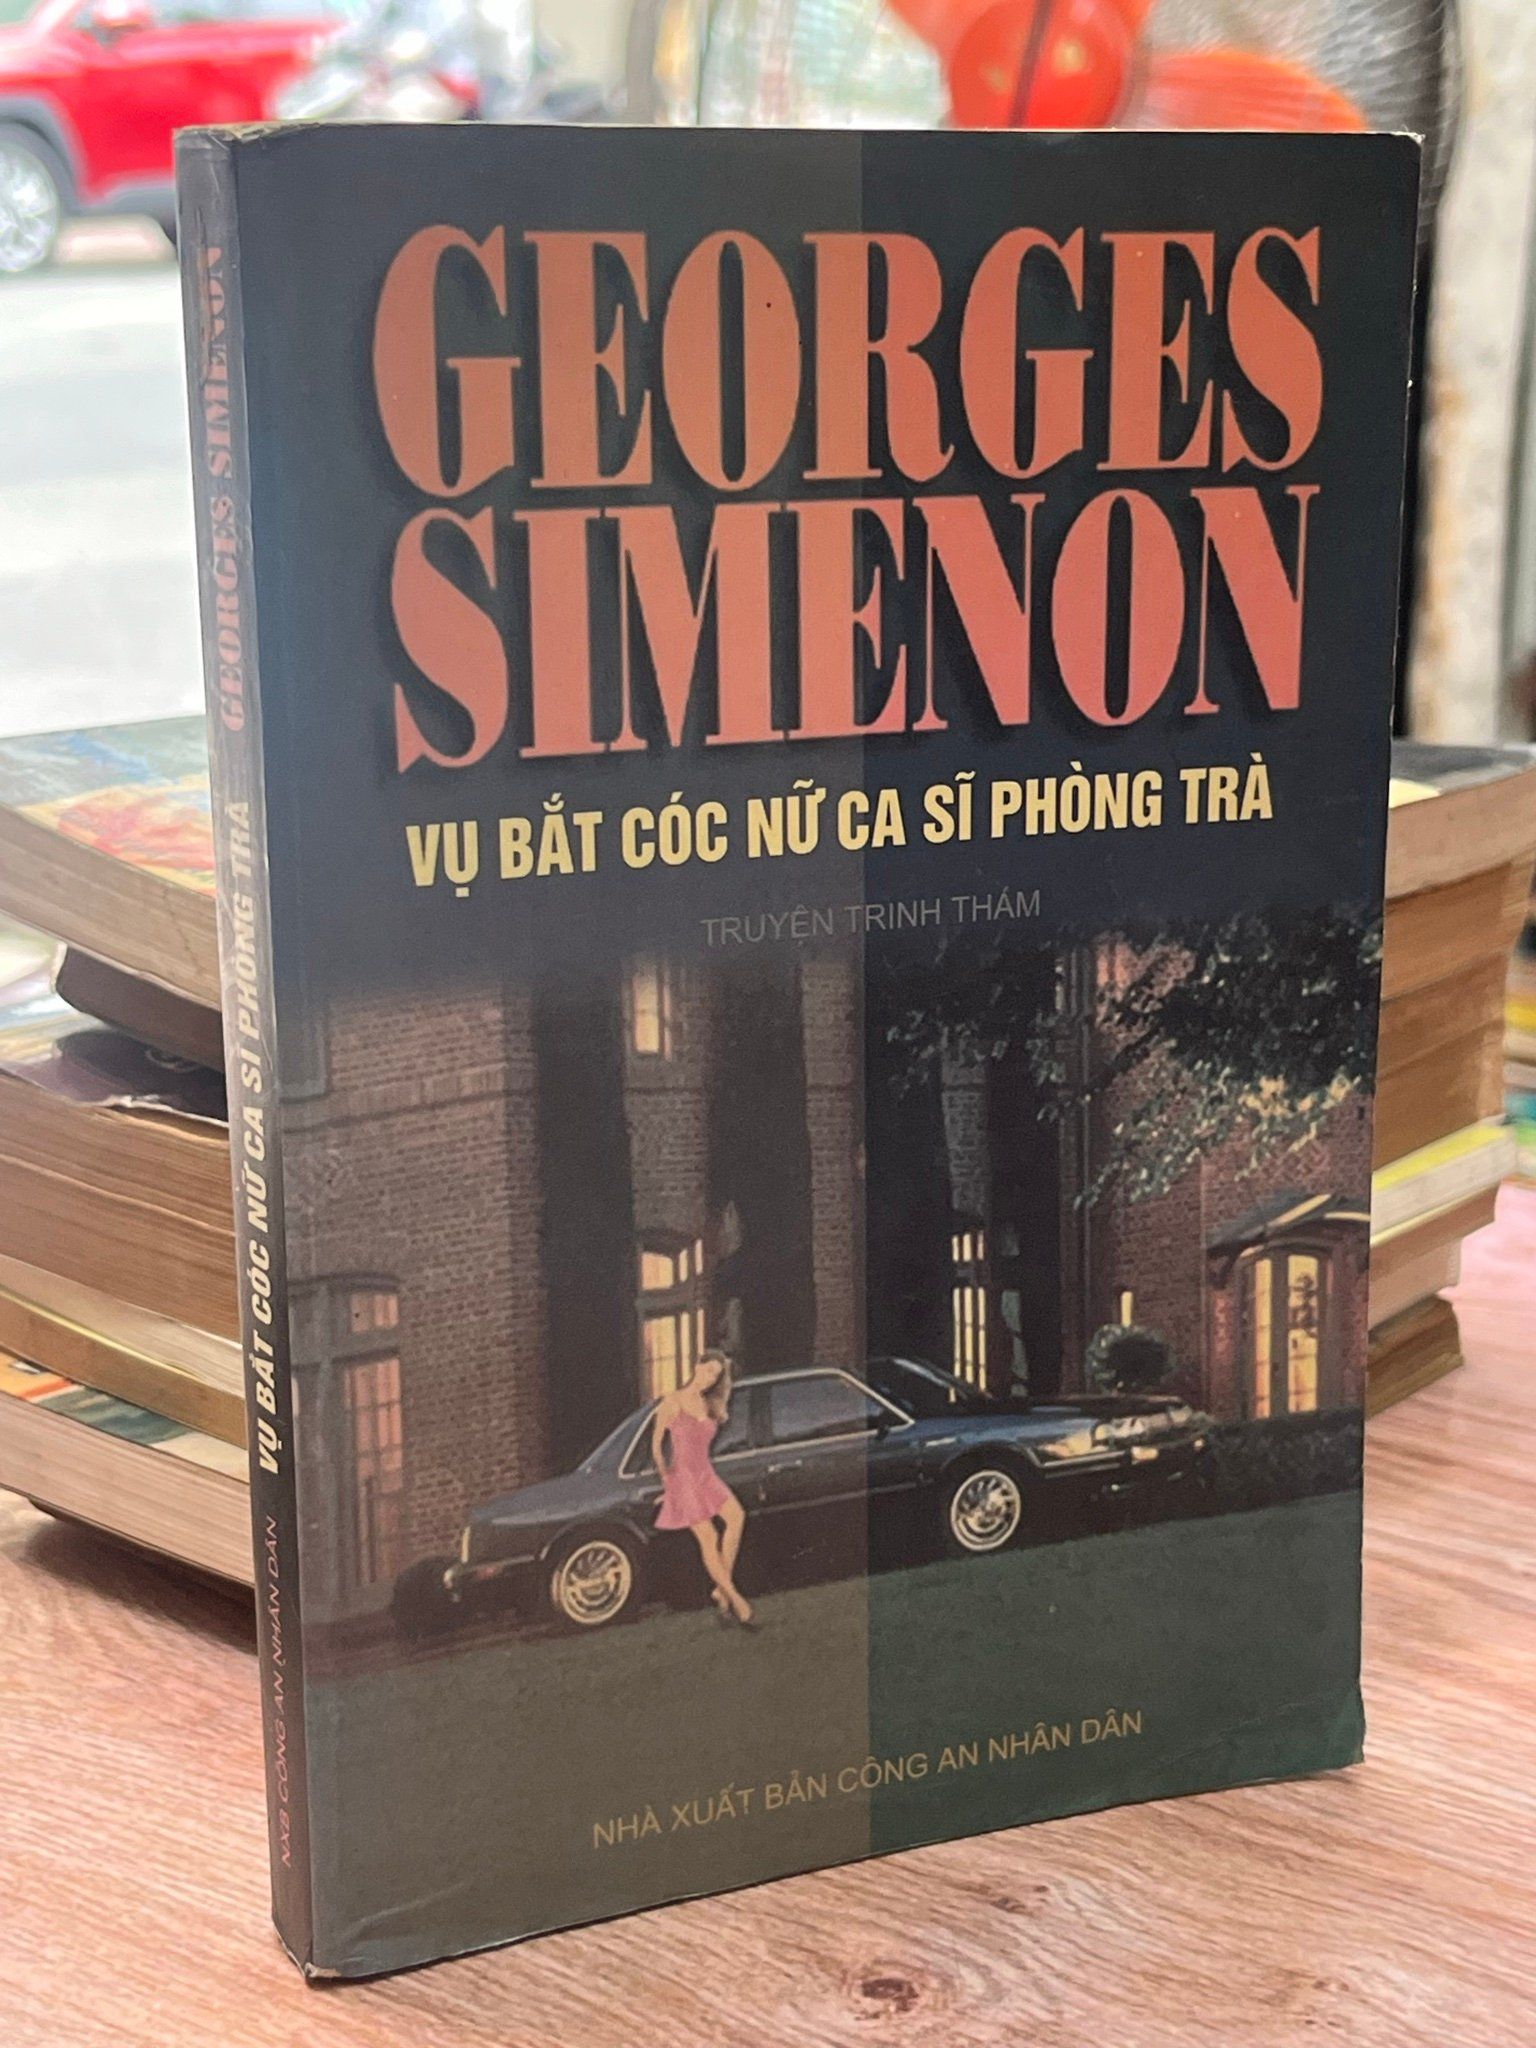 GEORGES
SIMENON
VỤ BẮT CÓC NỮ CA SĨ PHÒNG TRÀ
TRUYỆN TRINH THÁM
NHÀ XUẤT BẢN CÔNG AN NHÂN DÂN
GEORGES SIMENON
VỤ BẮT CÓC NỮ CA SĨ PHÒNG TRÀ
NXB CÔNG AN NHÂN DÂN